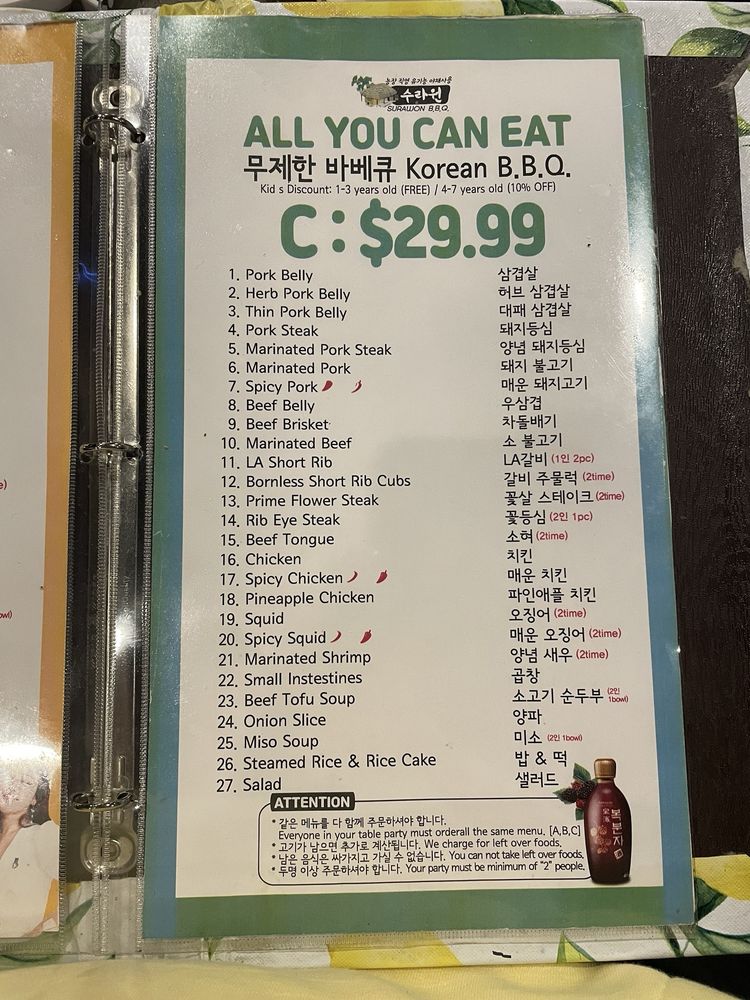 농장 직영 유기농 야채사용
수라원
SURAWON B.B.Q.
ALL YOU CAN EAT
무제한 바베큐 Korean B.B.Q.
Kid s Discount: 1-3 years old (FREE) / 4-7 years old (10% OFF)
C : $29.99
1. Pork Belly 삼겹살
2. Herb Pork Belly 허브 삼겹살
3. Thin Pork Belly 대패 삼겹살
4. Pork Steak 돼지등심
5. Marinated Pork Steak 양념 돼지등심
6. Marinated Pork 돼지 불고기
7. Spicy Pork 매운 돼지고기
8. Beef Belly 우삼겹
9. Beef Brisket 차돌배기
10. Marinated Beef 소 불고기
11. LA Short Rib LA갈비 (1인 2pc)
12. Bornless Short Rib Cubs 갈비 주물럭 (2time)
13. Prime Flower Steak 꽃살 스테이크 (2time)
14. Rib Eye Steak 꽃등심 (2인 1pc)
15. Beef Tongue 소혀 (2time)
16. Chicken 치킨
17. Spicy Chicken 매운 치킨
18. Pineapple Chicken 파인애플 치킨
19. Squid 오징어 (2time)
20. Spicy Squid 매운 오징어 (2time)
21. Marinated Shrimp 양념 새우 (2time)
22. Small Instestines 곱창
23. Beef Tofu Soup 소고기 순두부 (2인 1bowl)
24. Onion Slice 양파
25. Miso Soup 미소 (2인 1bowl)
26. Steamed Rice & Rice Cake 밥 & 떡
27. Salad 샐러드
ATTENTION
* 같은 메뉴를 다 함께 주문하셔야 합니다.
Everyone in your table party must orderall the same menu. [A,B,C]
* 고기가 남으면 추가로 계산됩니다. We charge for left over foods.
* 남은 음식은 싸가지고 가실 수 없습니다. You can not take left over foods.
* 두명 이상 주문하셔야 합니다. Your party must be minimum of "2" people.
복분자